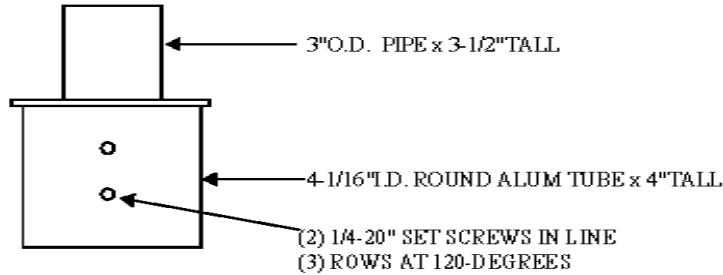 3"O.D. PIPE x 3-1/2"TALL
4-1/16"I.D. ROUND ALUM TUBE x 4"TALL
(2) 1/4-20" SET SCREWS IN LINE
(3) ROWS AT 120-DEGREES